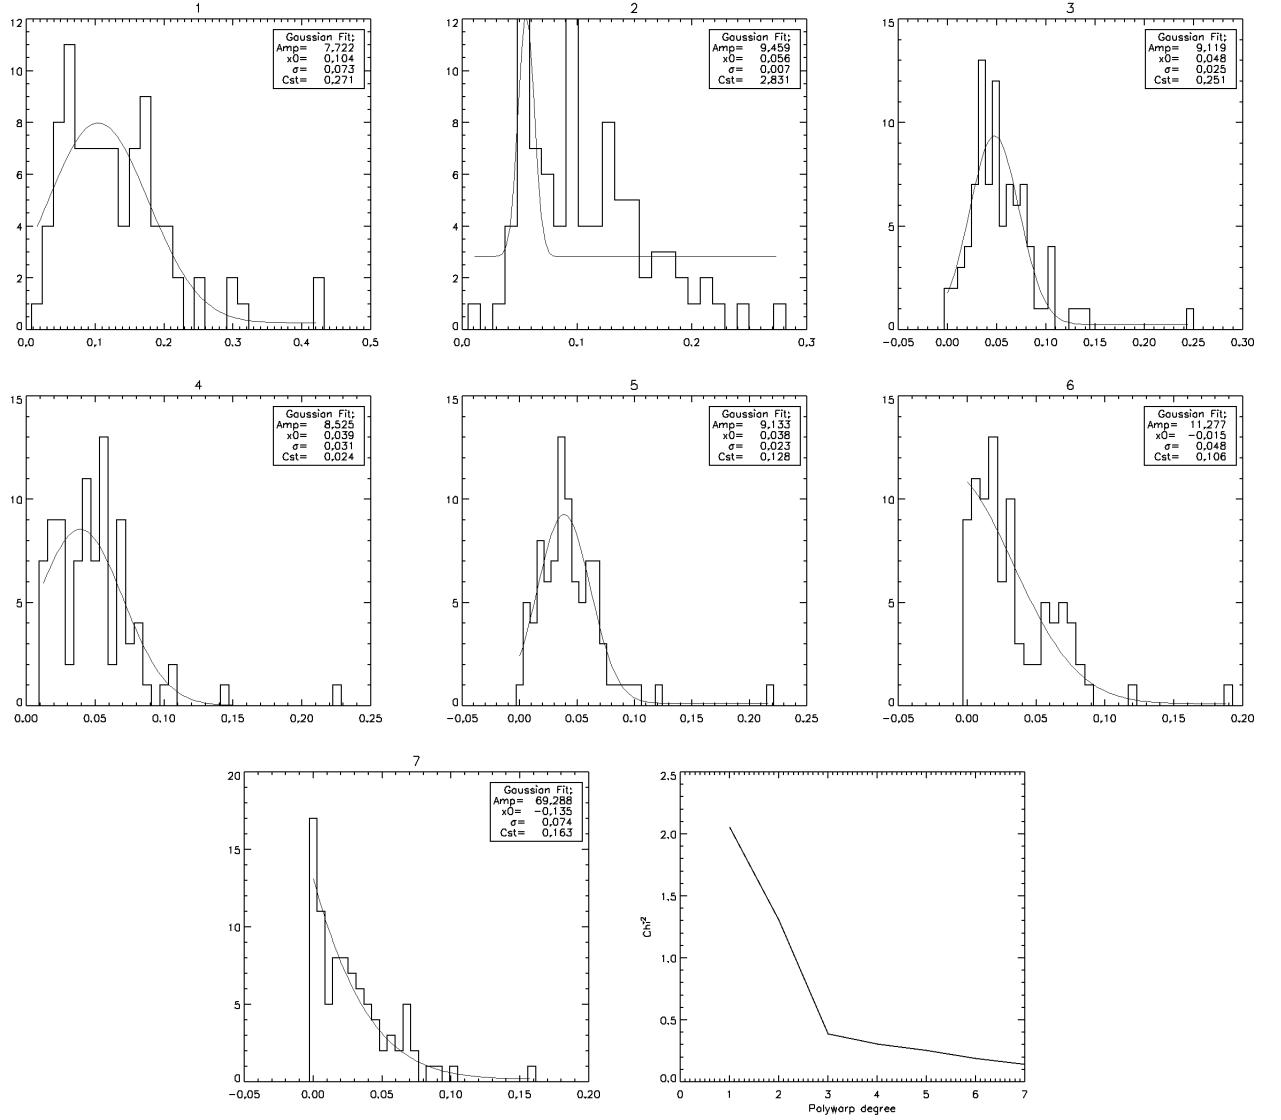 1
12
10
8
6
4
2
0
0.0 0.1 0.2 0.3 0.4 0.5
Gaussian Fit:
Amp= 7.722
x0= 0.104
σ= 0.073
Cst= 0.271
2
12
10
8
6
4
2
0
0.0 0.1 0.2 0.3
Gaussian Fit:
Amp= 9.459
x0= 0.056
σ= 0.007
Cst= 2.831
3
15
10
5
0
-0.05 0.00 0.05 0.10 0.15 0.20 0.25 0.30
Gaussian Fit:
Amp= 9.119
x0= 0.048
σ= 0.025
Cst= 0.251
4
15
10
5
0
0.00 0.05 0.10 0.15 0.20 0.25
Gaussian Fit:
Amp= 8.525
x0= 0.039
σ= 0.031
Cst= 0.024
5
15
10
5
0
-0.05 0.00 0.05 0.10 0.15 0.20 0.25
Gaussian Fit:
Amp= 9.133
x0= 0.038
σ= 0.023
Cst= 0.128
6
15
10
5
0
-0.05 0.00 0.05 0.10 0.15 0.20
Gaussian Fit:
Amp= 11.277
x0= -0.015
σ= 0.048
Cst= 0.106
7
20
15
10
5
0
-0.05 0.00 0.05 0.10 0.15 0.20
Gaussian Fit:
Amp= 69.288
x0= -0.135
σ= 0.074
Cst= 0.163
2.5
2.0
1.5
1.0
0.5
0.0
Chi^2
0 1 2 3 4 5 6 7
Polywarp degree